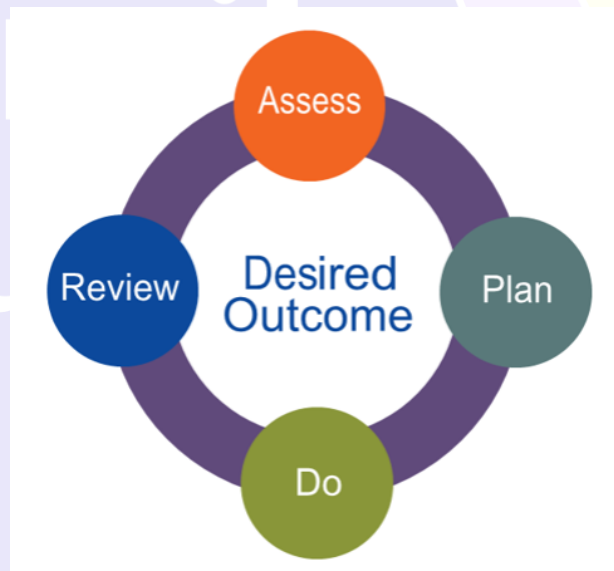 Assess
Review
Desired
Outcome
Plan
Do